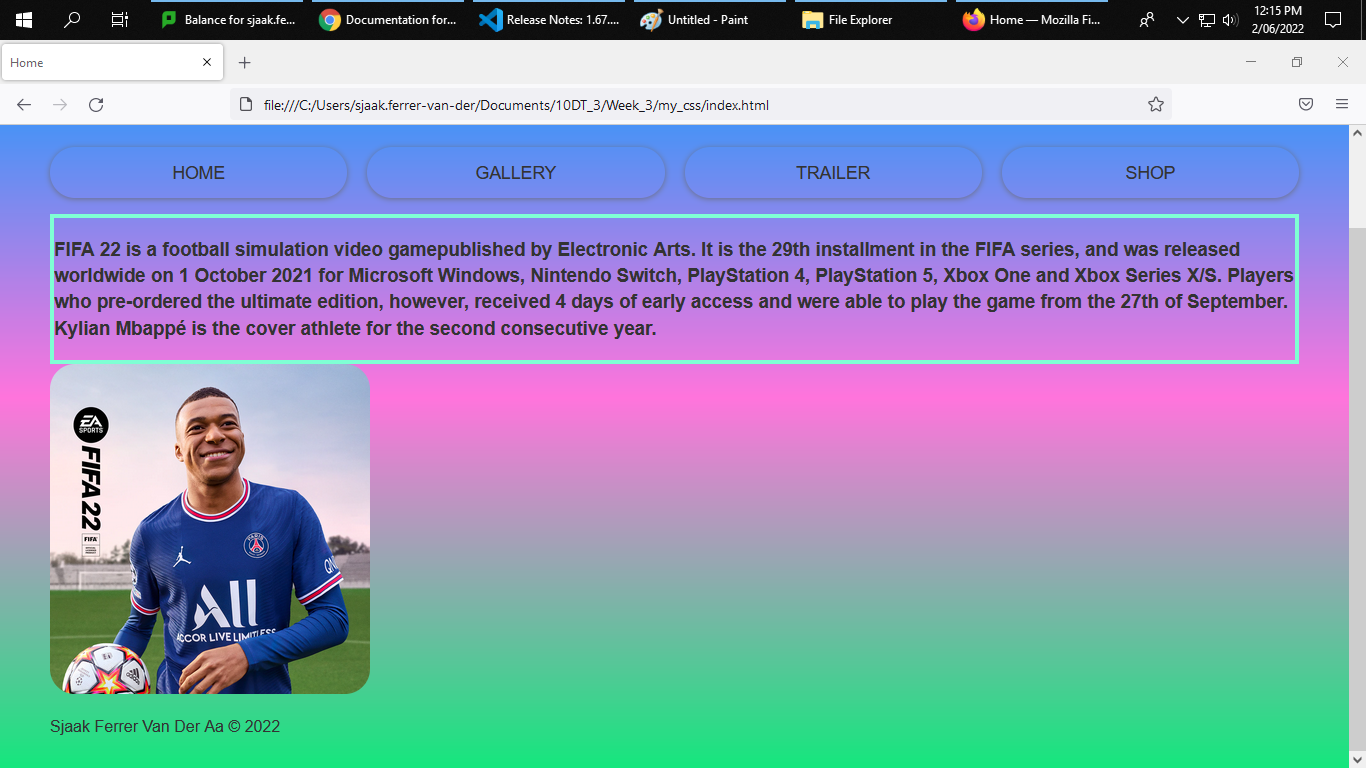 Balance for sjaak.fe...
Documentation for...
Release Notes: 1.67....
Untitled - Paint
File Explorer
Home — Mozilla Fi...
12:15 PM
2/06/2022
Home
file:///C:/Users/sjaak.ferrer-van-der/Documents/10DT_3/Week_3/my_css/index.html
HOME
GALLERY
TRAILER
SHOP
FIFA 22 is a football simulation video gamepublished by Electronic Arts. It is the 29th installment in the FIFA series, and was released
worldwide on 1 October 2021 for Microsoft Windows, Nintendo Switch, PlayStation 4, PlayStation 5, Xbox One and Xbox Series X/S. Players
who pre-ordered the ultimate edition, however, received 4 days of early access and were able to play the game from the 27th of September.
Kylian Mbappé is the cover athlete for the second consecutive year.
EA
SPORTS
FIFA 22
FIFA
PARIS
ALL
ACCOR LIVE LIMITLESS
adidas
Sjaak Ferrer Van Der Aa © 2022